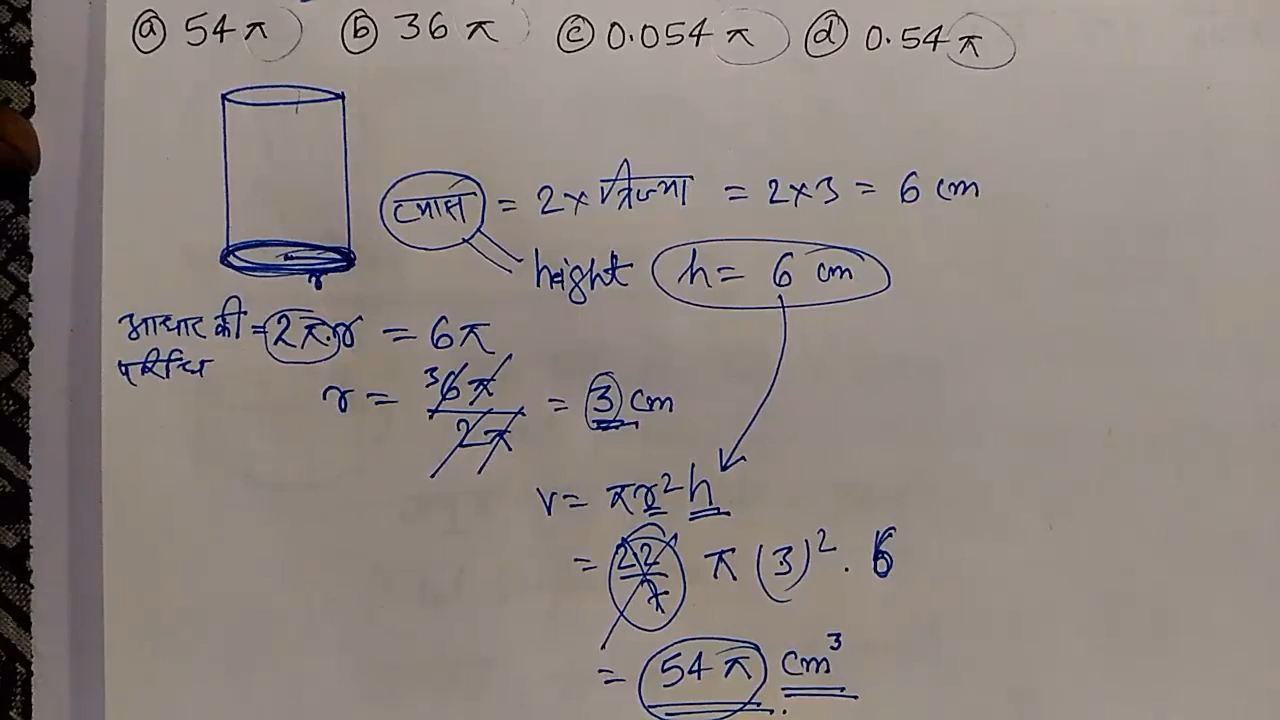 ⓐ 54π ⓑ 36π ⓒ 0.054π ⓓ 0.54π
व्यास = 2 × त्रिज्या = 2×3 = 6 cm
height h = 6 cm
r
आधार की = 2π.r = 6π
परिधि
r = 6π/2π 3 = 3 cm
V = πr²h
= 22/7 π (3)² . 6
= 54π cm³